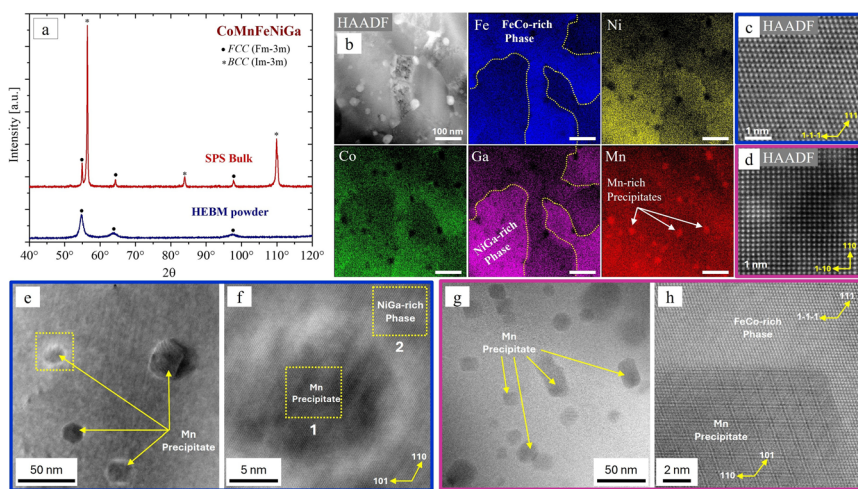 a
CoMnFeNiGa
• FCC (Fm-3m)
* BCC (Im-3m)
Intensity [a.u.]
SPS Bulk
HEBM powder
40° 50° 60° 70° 80° 90° 100° 110° 120°
2θ
HAADF
b
100 nm
Fe
FeCo-rich
Phase
Ni
Co
Ga
NiGa-rich
Phase
Mn
Mn-rich
Precipitates
c
HAADF
1 nm
111
1-1-1
d
HAADF
1 nm
110
1-10
e
Mn
Precipitate
50 nm
f
NiGa-rich
Phase
2
Mn
Precipitate
1
5 nm
110
101
g
Mn
Precipitate
50 nm
h
111
1-1-1
FeCo-rich
Phase
Mn
Precipitate
101
110
2 nm